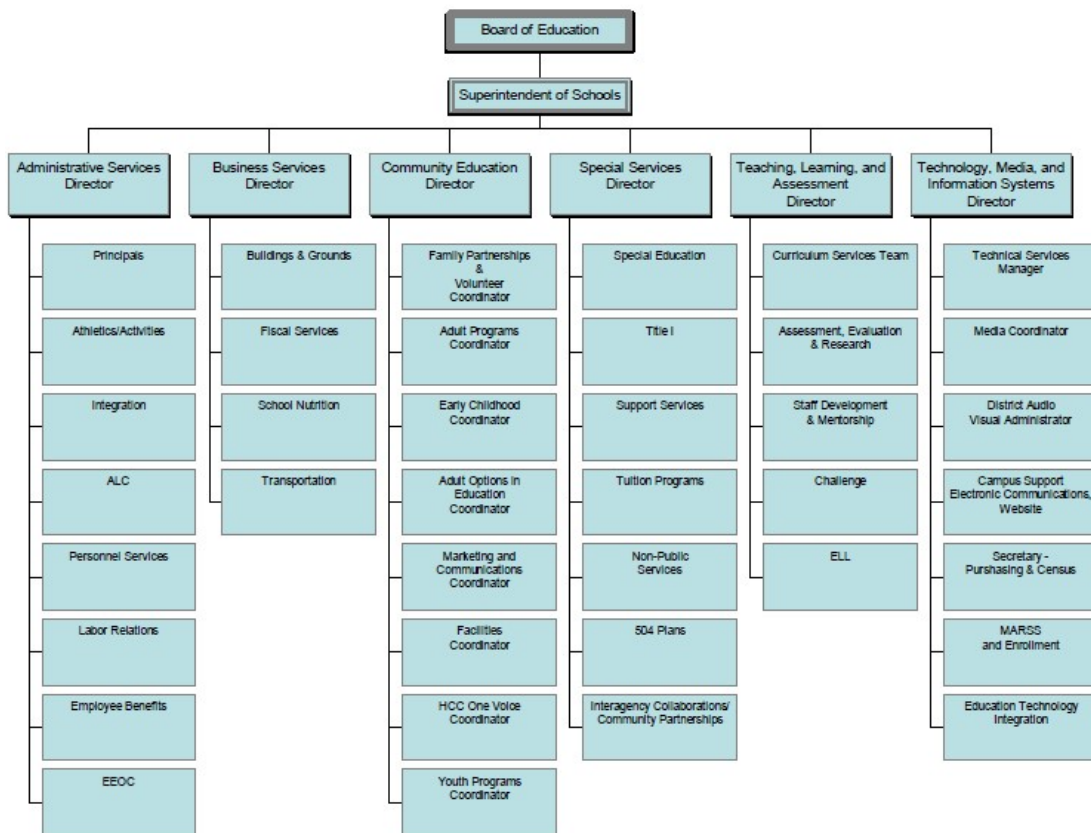 Board of Education
Superintendent of Schools
Administrative Services
Director
Business Services
Director
Community Education
Director
Special Services
Director
Teaching, Learning, and
Assessment
Director
Technology, Media, and
Information Systems
Director
Principals
Athletics/Activities
Integration
ALC
Personnel Services
Labor Relations
Employee Benefits
EEOC
Buildings & Grounds
Fiscal Services
School Nutrition
Transportation
Family Partnerships
&
Volunteer
Coordinator
Adult Programs
Coordinator
Early Childhood
Coordinator
Adult Options in
Education
Coordinator
Marketing and
Communications
Coordinator
Facilities
Coordinator
HCC One Voice
Coordinator
Youth Programs
Coordinator
Special Education
Title I
Support Services
Tuition Programs
Non-Public
Services
504 Plans
Interagency Collaborations/
Community Partnerships
Curriculum Services Team
Assessment, Evaluation
& Research
Staff Development
& Mentorship
Challenge
ELL
Technical Services
Manager
Media Coordinator
District Audio
Visual Administrator
Campus Support
Electronic Communications,
Website
Secretary -
Purshasing & Census
MARSS
and Enrollment
Education Technology
Integration